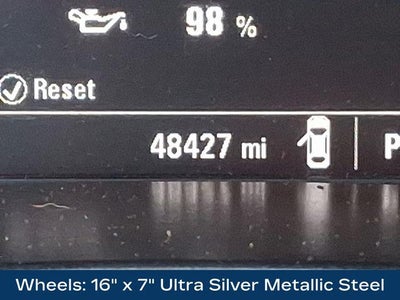 98 %
Reset
48427 mi
P
Wheels: 16" x 7" Ultra Silver Metallic Steel